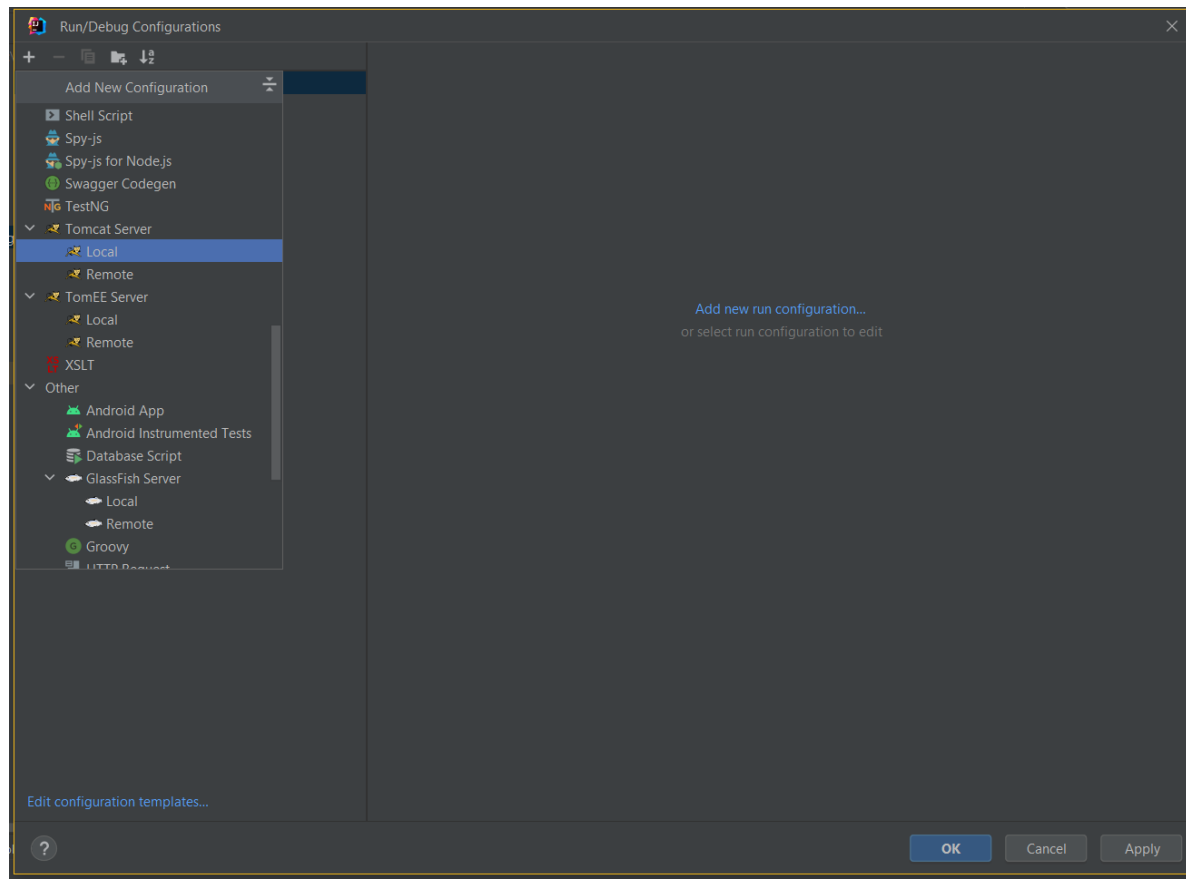 Run/Debug Configurations
Add New Configuration
Shell Script
Spy-js
Spy-js for Node.js
Swagger Codegen
TestNG
Tomcat Server
Local
Remote
TomEE Server
Local
Remote
XSLT
Other
Android App
Android Instrumented Tests
Database Script
GlassFish Server
Local
Remote
Groovy
HTTP Request
Add new run configuration...
or select run configuration to edit
Edit configuration templates...
?
OK
Cancel
Apply